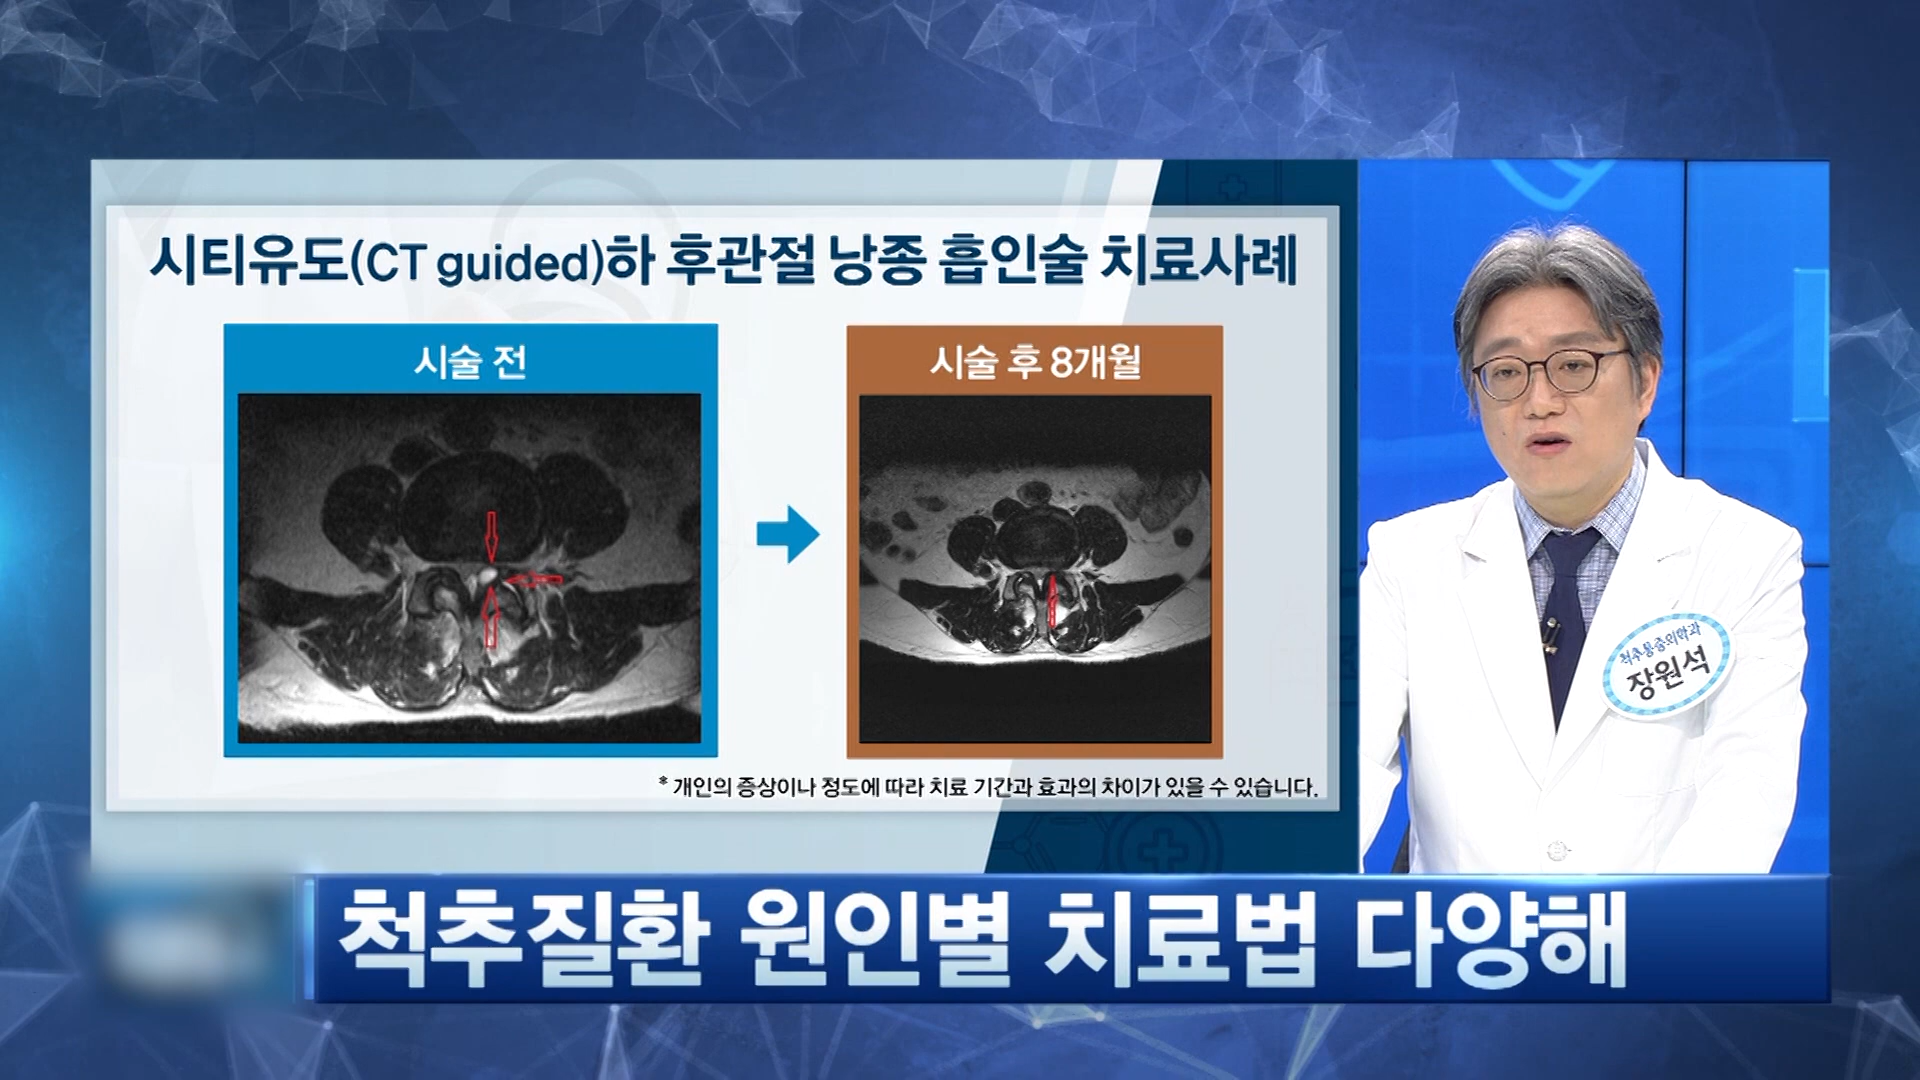 시티유도(CT guided)하 후관절 낭종 흡인술 치료사례
시술 전
시술 후 8개월
* 개인의 증상이나 정도에 따라 치료 기간과 효과의 차이가 있을 수 있습니다.
척추통증의학과
장원석
척추질환 원인별 치료법 다양해